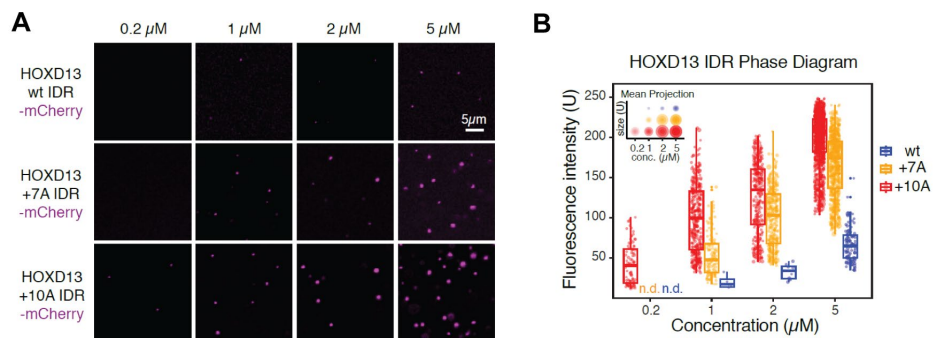 A
0.2 µM 1 µM 2 µM 5 µM
HOXD13
wt IDR
-mCherry
5µm
HOXD13
+7A IDR
-mCherry
HOXD13
+10A IDR
-mCherry
B
HOXD13 IDR Phase Diagram
Fluorescence intensity (U)
250
200
150
100
50
Mean Projection
size (U)
0.2 1 2 5
conc. (µM)
wt
+7A
+10A
n.d. n.d.
0.2 1 2 5
Concentration (µM)